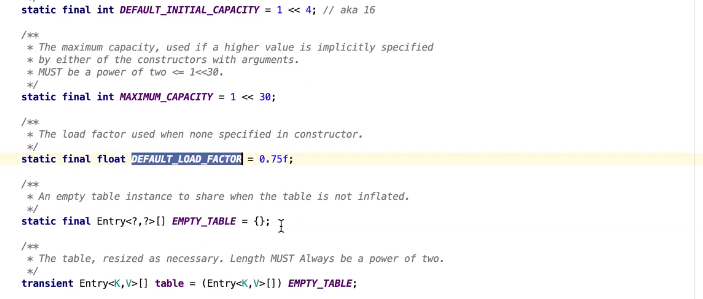 static final int DEFAULT_INITIAL_CAPACITY = 1 << 4; // aka 16
/**
* The maximum capacity, used if a higher value is implicitly specified
* by either of the constructors with arguments.
* MUST be a power of two <= 1<<30.
*/
static final int MAXIMUM_CAPACITY = 1 << 30;
/**
* The load factor used when none specified in constructor.
*/
static final float DEFAULT_LOAD_FACTOR = 0.75f;
/**
* An empty table instance to share when the table is not inflated.
*/
static final Entry<?,?>[] EMPTY_TABLE = {};
/**
* The table, resized as necessary. Length MUST Always be a power of two.
*/
transient Entry<K,V>[] table = (Entry<K,V>[]) EMPTY_TABLE;